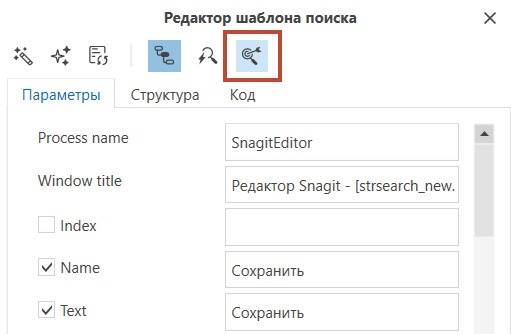 Редактор шаблона поиска
Параметры Структура Код
Process name SnagitEditor
Window title Редактор Snagit - [strsearch_new.
Index
Name Сохранить
Text Сохранить